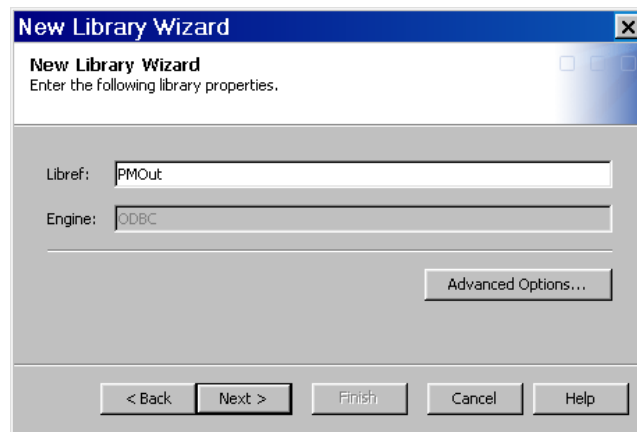 New Library Wizard
New Library Wizard
Enter the following library properties.
Libref: PMOut
Engine: ODBC
Advanced Options...
< Back Next > Finish Cancel Help